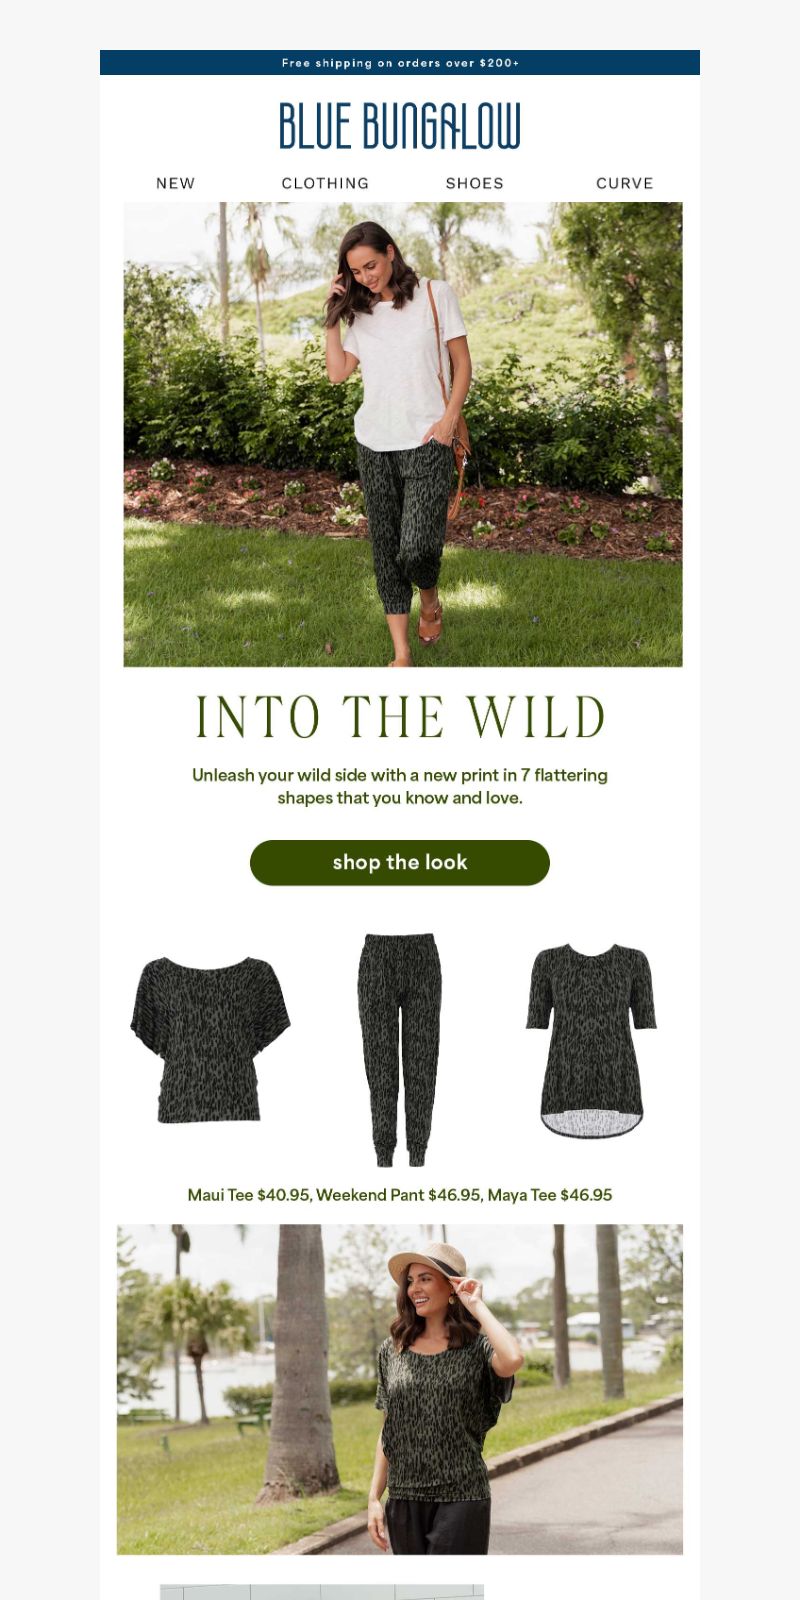 Free shipping on orders over $200+
BLUE BUNGALOW
NEW CLOTHING SHOES CURVE
INTO THE WILD
Unleash your wild side with a new print in 7 flattering
shapes that you know and love.
shop the look
Maui Tee $40.95, Weekend Pant $46.95, Maya Tee $46.95